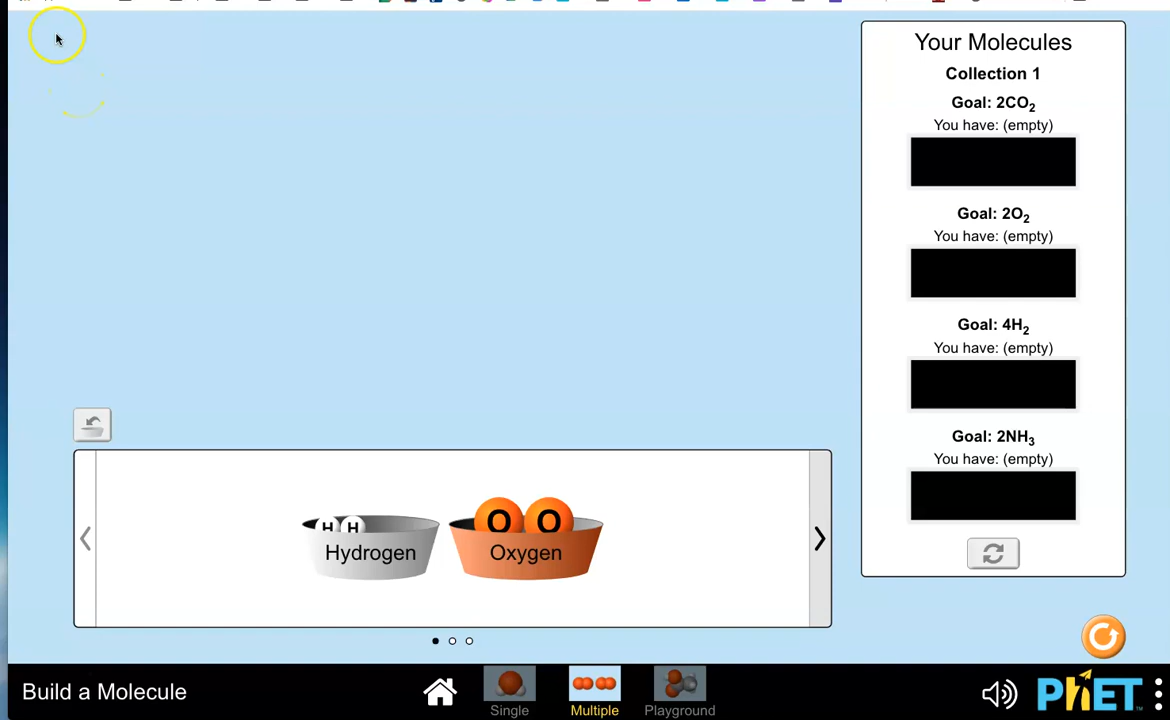 Your Molecules
Collection 1
Goal: 2CO₂
You have: (empty)
Goal: 2O₂
You have: (empty)
Goal: 4H₂
You have: (empty)
Goal: 2NH₃
You have: (empty)
H H
O O
Hydrogen Oxygen
Build a Molecule
Single
Multiple
Playground
PhET